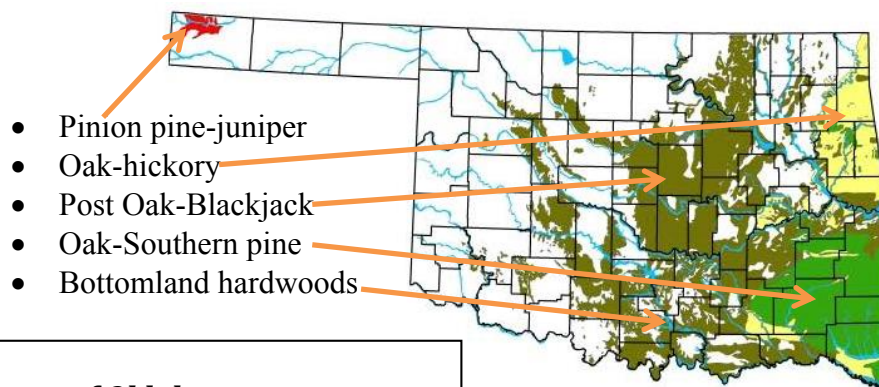 • Pinion pine-juniper
• Oak-hickory
• Post Oak-Blackjack
• Oak-Southern pine
• Bottomland hardwoods